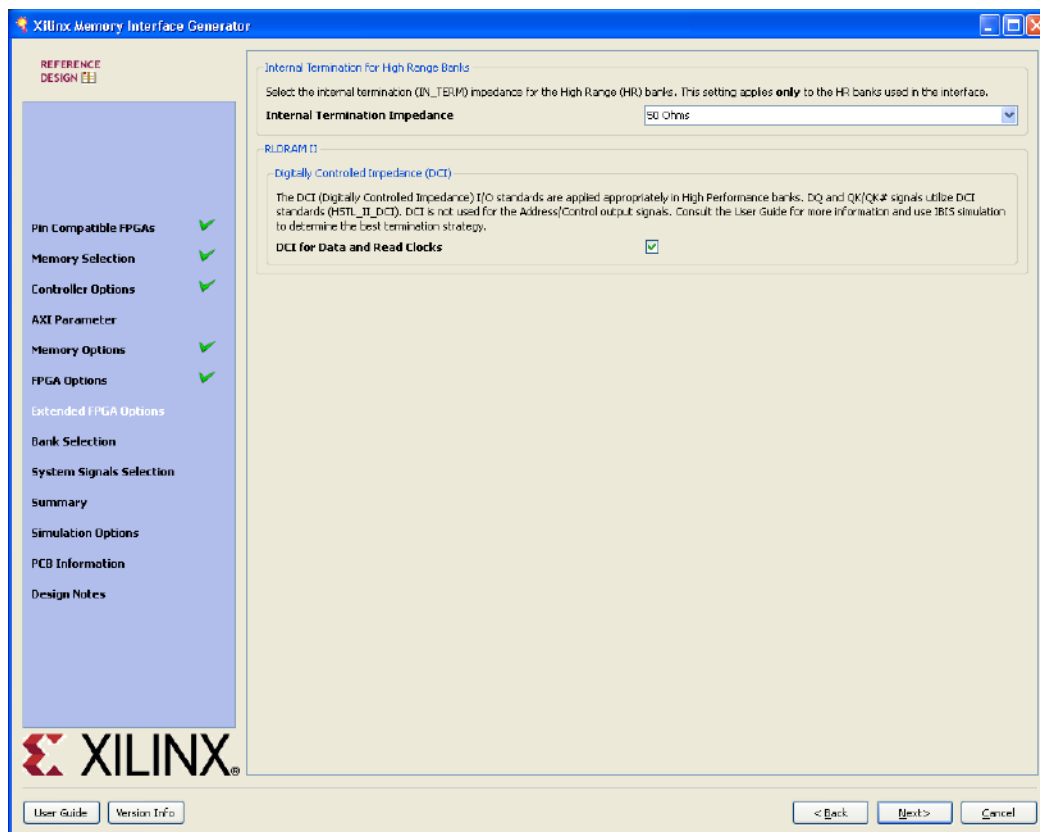 Xilinx Memory Interface Generator
REFERENCE
DESIGN
Pin Compatible FPGAs
Memory Selection
Controller Options
AXI Parameter
Memory Options
FPGA Options
Extended FPGA Options
Bank Selection
System Signals Selection
Summary
Simulation Options
PCB Information
Design Notes
XILINX®
Internal Termination for High Range Banks
Select the internal termination (IN_TERM) impedance for the High Range (HR) banks. This setting applies only to the HR banks used in the interface.
Internal Termination Impedance 50 Ohms
RLDRAM II
Digitally Controlled Impedance (DCI)
The DCI (Digitally Controlled Impedance) I/O standards are applied appropriately in High Performance banks. DQ and QK/QK# signals utilize DCI
standards (HSTL_II_DCI). DCI is not used for the Address/Control output signals. Consult the User Guide for more information and use IBIS simulation
to determine the best termination strategy.
DCI for Data and Read Clocks
User Guide Version Info < Back Next> Cancel